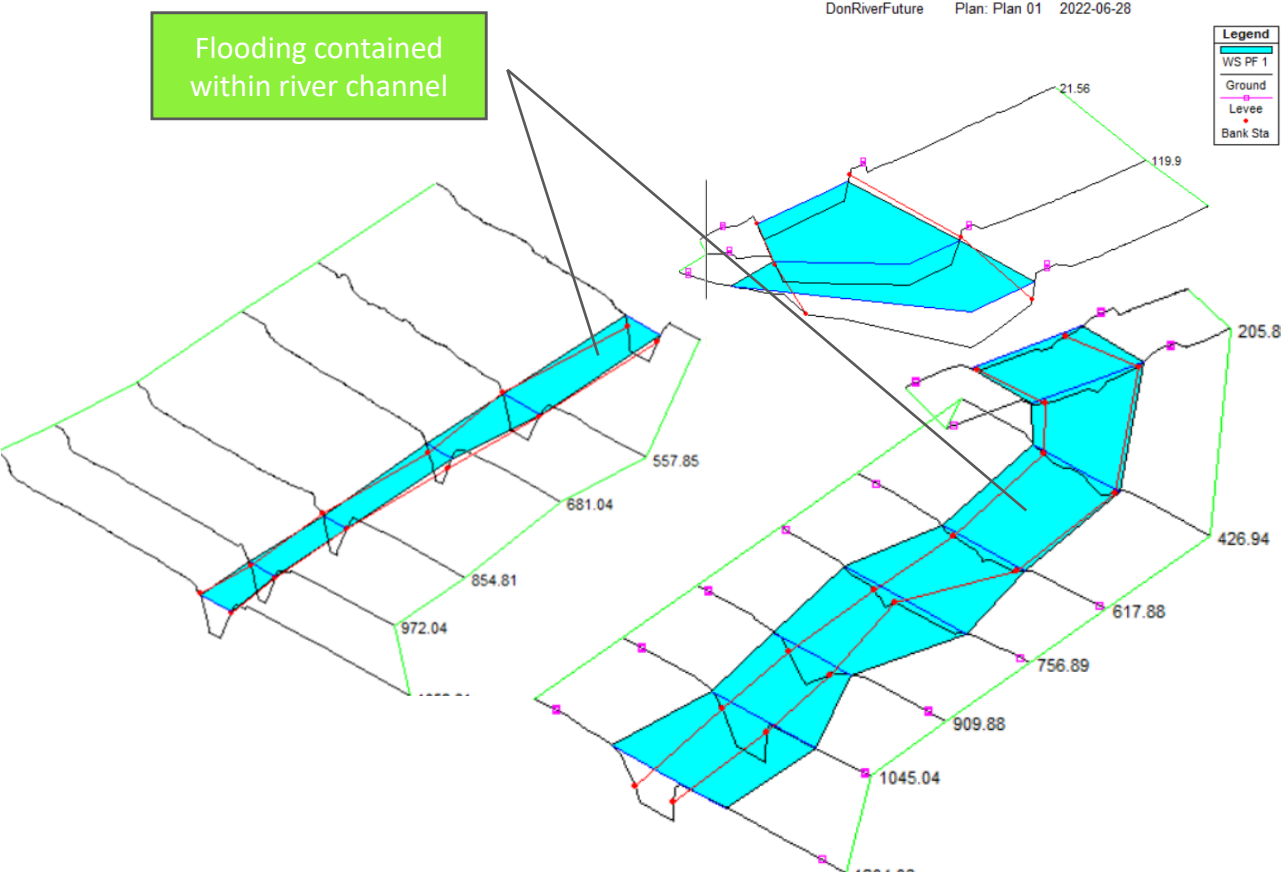 DonRiverFuture Plan: Plan 01 2022-06-28
Flooding contained
within river channel
Legend
WS PF 1
Ground
Levee
Bank Sta
21.56
119.9
205.8
557.85
681.04
426.94
854.81
617.88
972.04
756.89
909.88
1045.04